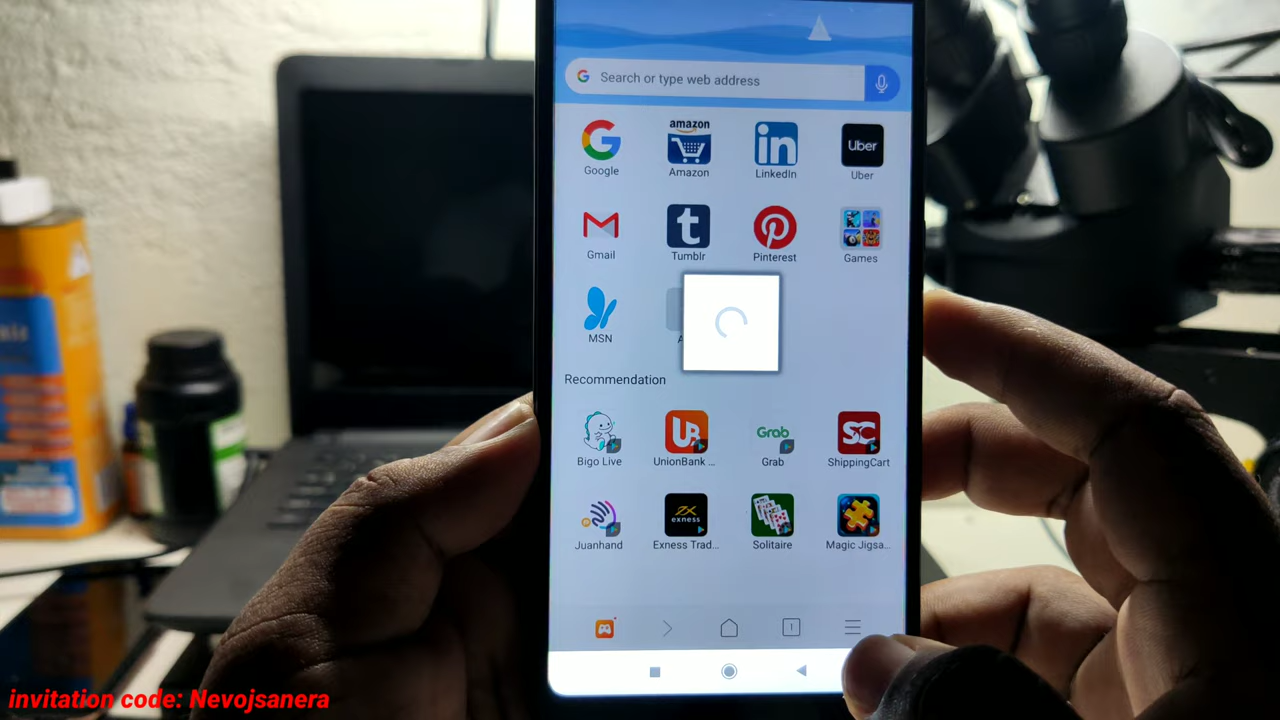 Search or type web address
amazon
Google
Amazon
LinkedIn
Uber
Uber
Gmail
Tumblr
Pinterest
Games
MSN
A
Recommendation
Bigo Live
UnionBank ...
Grab
Grab
SC
ShippingCart
Juanhand
exness
Exness Trad...
Solitaire
Magic Jigsa...
invitation code: Nevojsanera